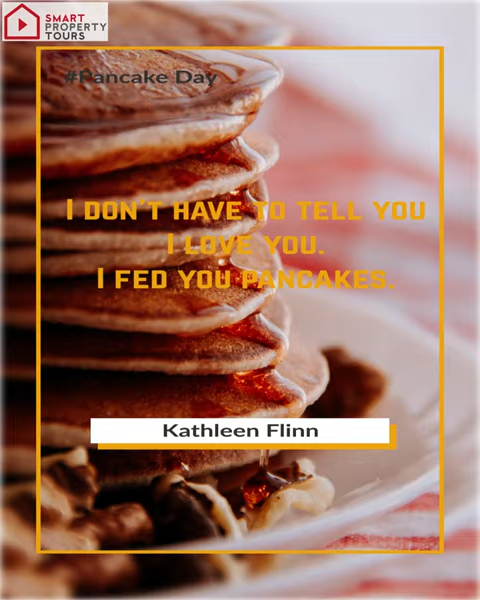 SMART
PROPERTY
TOURS
#Pancake Day
I DON'T HAVE TO TELL YOU
I LOVE YOU.
I FED YOU PANCAKES.
Kathleen Flinn